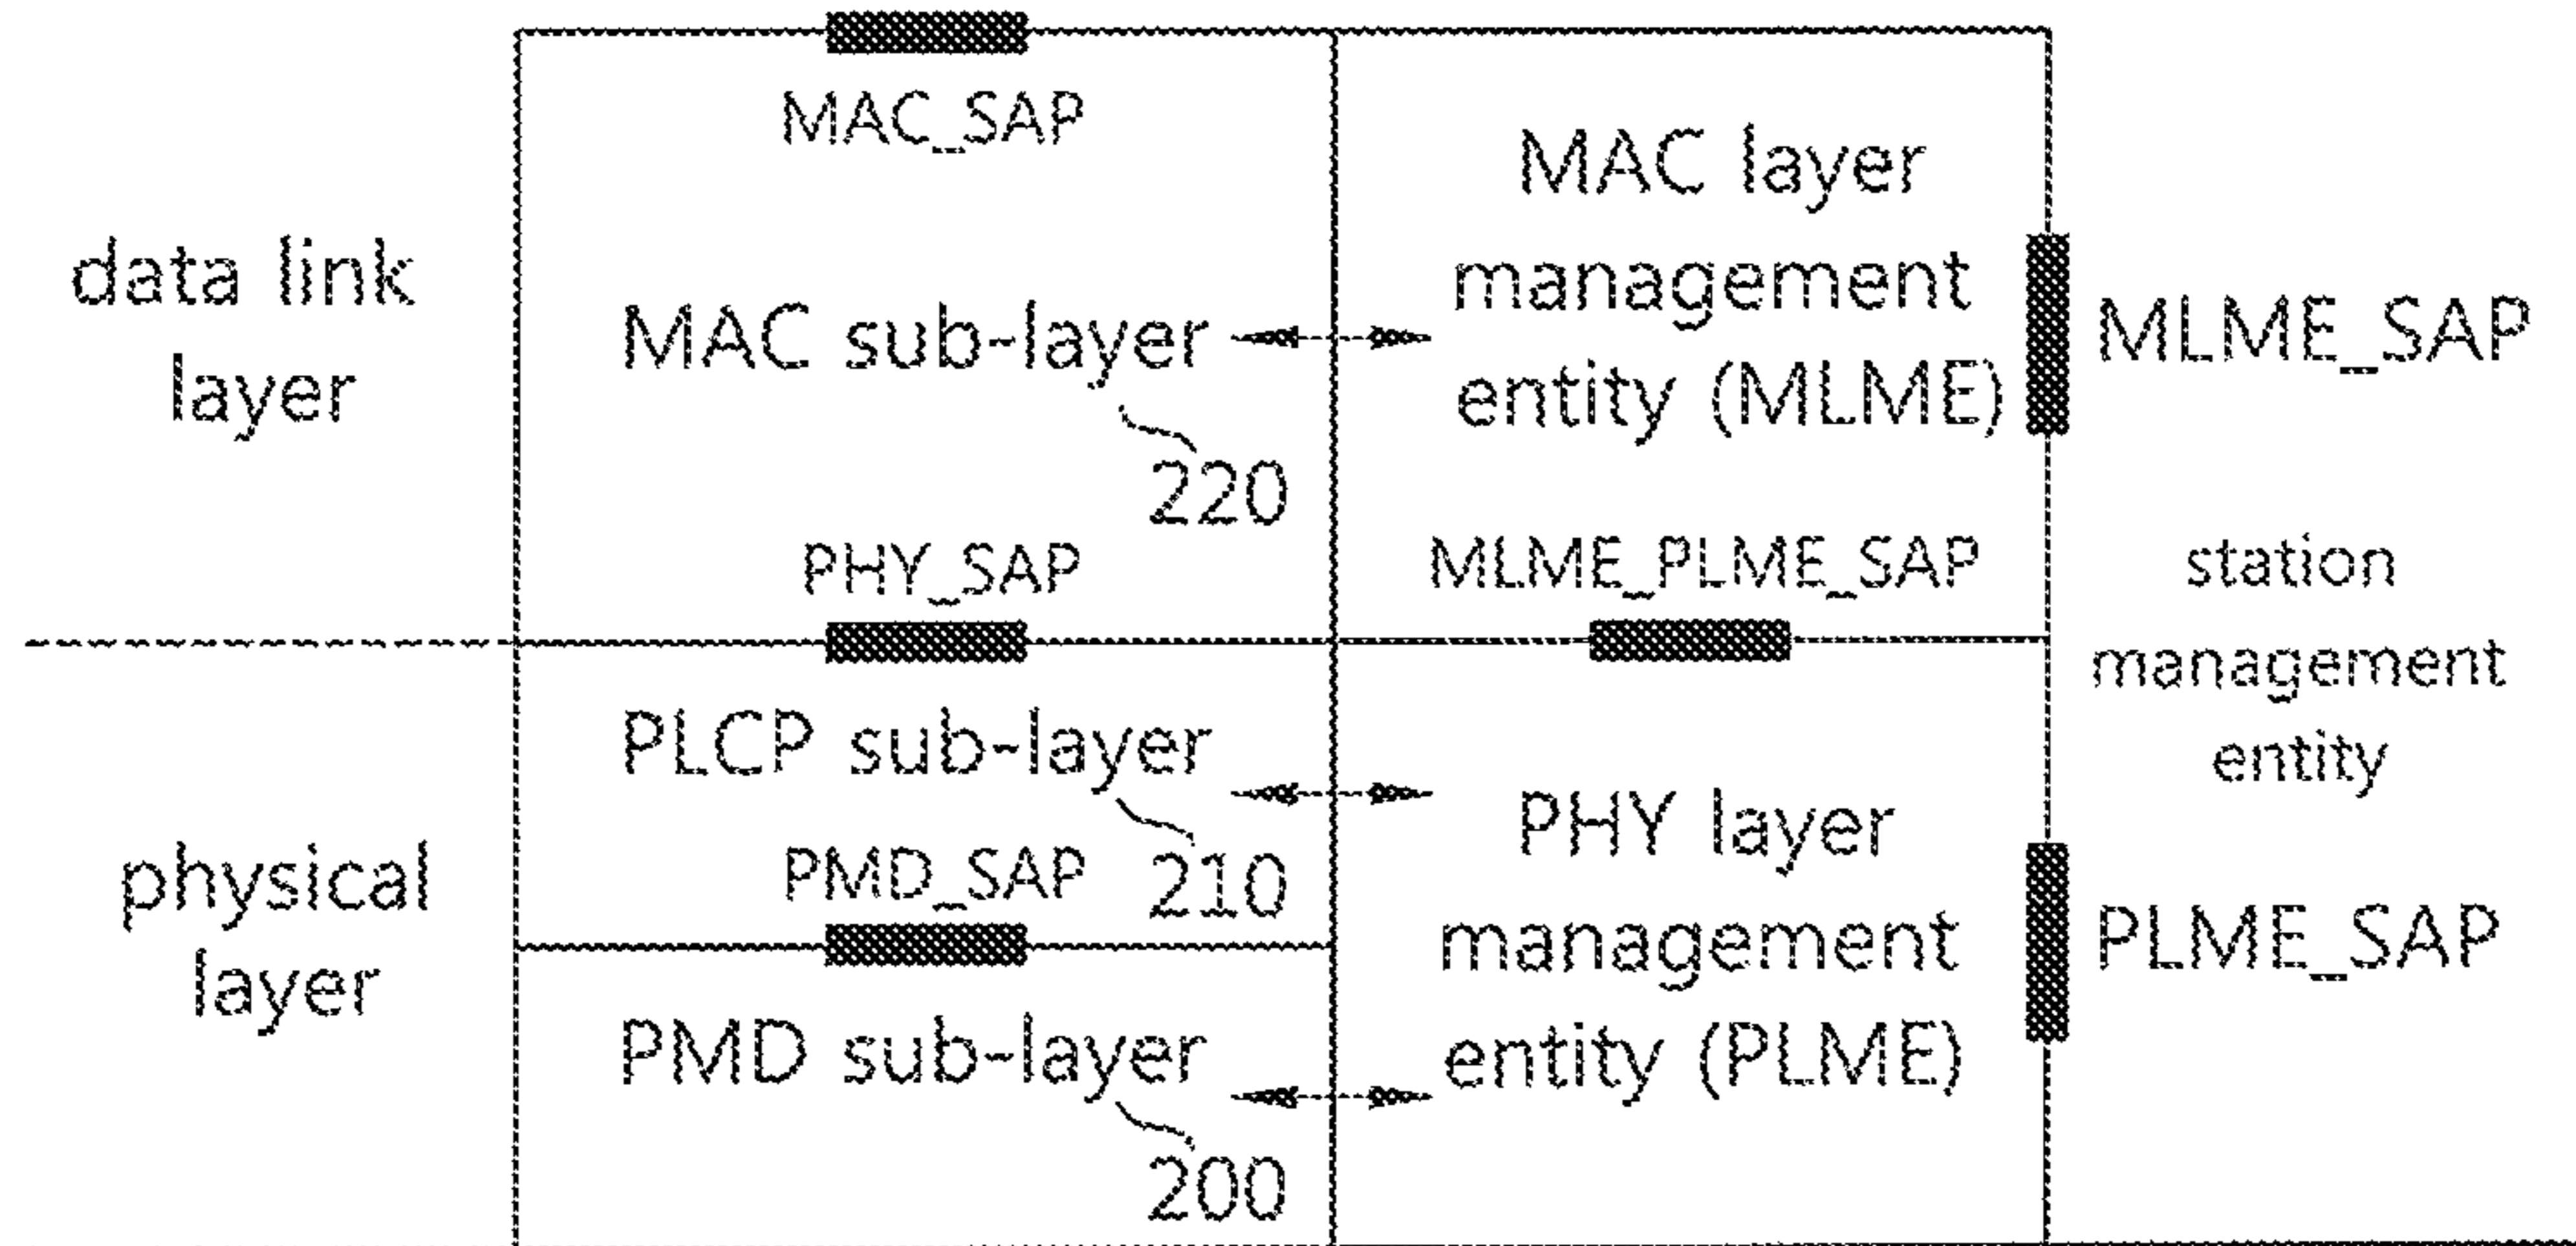 MAC_SAP
data link
layer
MAC sub-layer
220
MAC layer
management
entity (MLME)
MLME_SAP
PHY_SAP
MLME_PLME_SAP
station
management
entity
physical
layer
PLCP sub-layer
210
PMD_SAP
PMD sub-layer
200
PHY layer
management
entity (PLME)
PLME_SAP